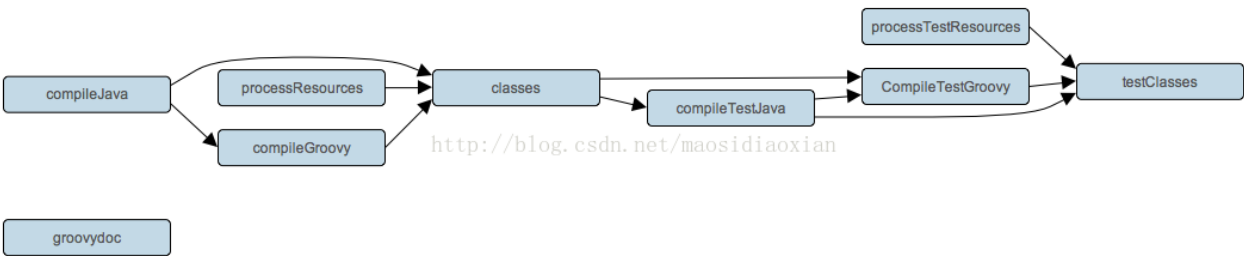 processTestResources
compileJava
processResources
classes
compileTestJava
CompileTestGroovy
testClasses
compileGroovy
http://blog.csdn.net/maosidiaoxian
groovydoc